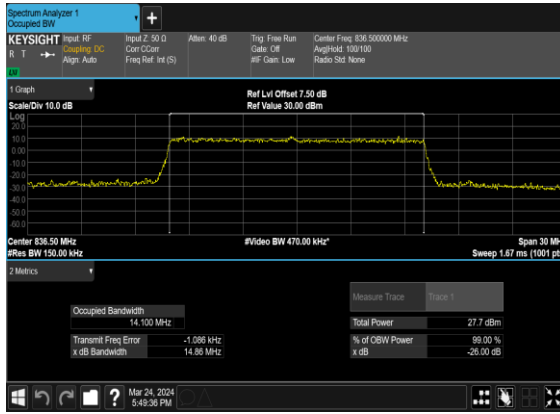 Spectrum Analyzer 1
Occupied BW
+
KEYSIGHT Input: RF Input Z: 50 Ω Atten: 40 dB Trig: Free Run Center Freq: 836.500000 MHz
R T Coupling: DC Corr CCorr Gate: Off Avg|Hold: 100/100
Align: Auto Freq Ref: Int (S) #IF Gain: Low Radio Std: None
LXI
1 Graph
Ref Lvl Offset 7.50 dB
Scale/Div 10.0 dB Ref Value 30.00 dBm
Log
20.0
10.0
0.00
-10.0
-20.0
-30.0
-40.0
-50.0
-60.0
Center 836.50 MHz #Video BW 470.00 kHz* Span 30 MH
#Res BW 150.00 kHz Sweep 1.67 ms (1001 pt
2 Metrics
Measure Trace Trace 1
Occupied Bandwidth
14.100 MHz Total Power 27.7 dBm
Transmit Freq Error -1.086 kHz % of OBW Power 99.00 %
x dB Bandwidth 14.86 MHz x dB -26.00 dB
? Mar 24, 2024
5:49:36 PM